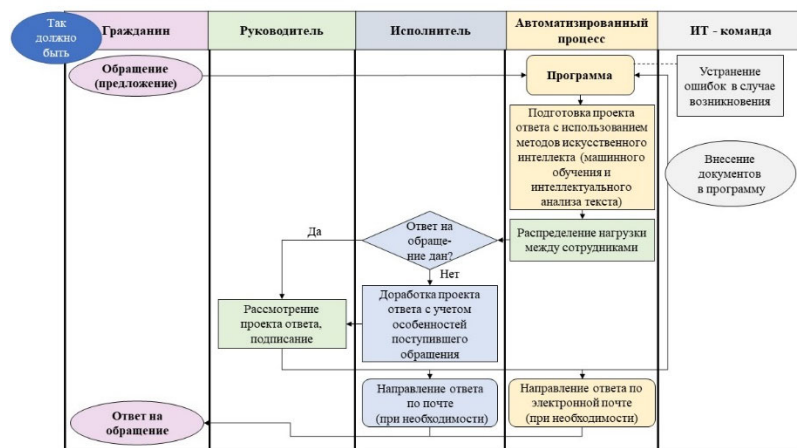 Так
должно
быть
Гражданин
Руководитель
Исполнитель
Автоматизированный
процесс
ИТ - команда
Обращение
(предложение)
Программа
Устранение
ошибок в случае
возникновения
Подготовка проекта
ответа с использованием
методов искусственного
интеллекта (машинного
обучения и
интеллектуального
анализа текста)
Внесение
документов
в программу
Ответ на
обраще-
ние дан?
Распределение нагрузки
между сотрудниками
Да
Нет
Рассмотрение
проекта ответа,
подписание
Доработка проекта
ответа с учетом
особенностей
поступившего
обращения
Направление ответа
по почте
(при необходимости)
Направление ответа по
электронной почте
(при необходимости)
Ответ на
обращение